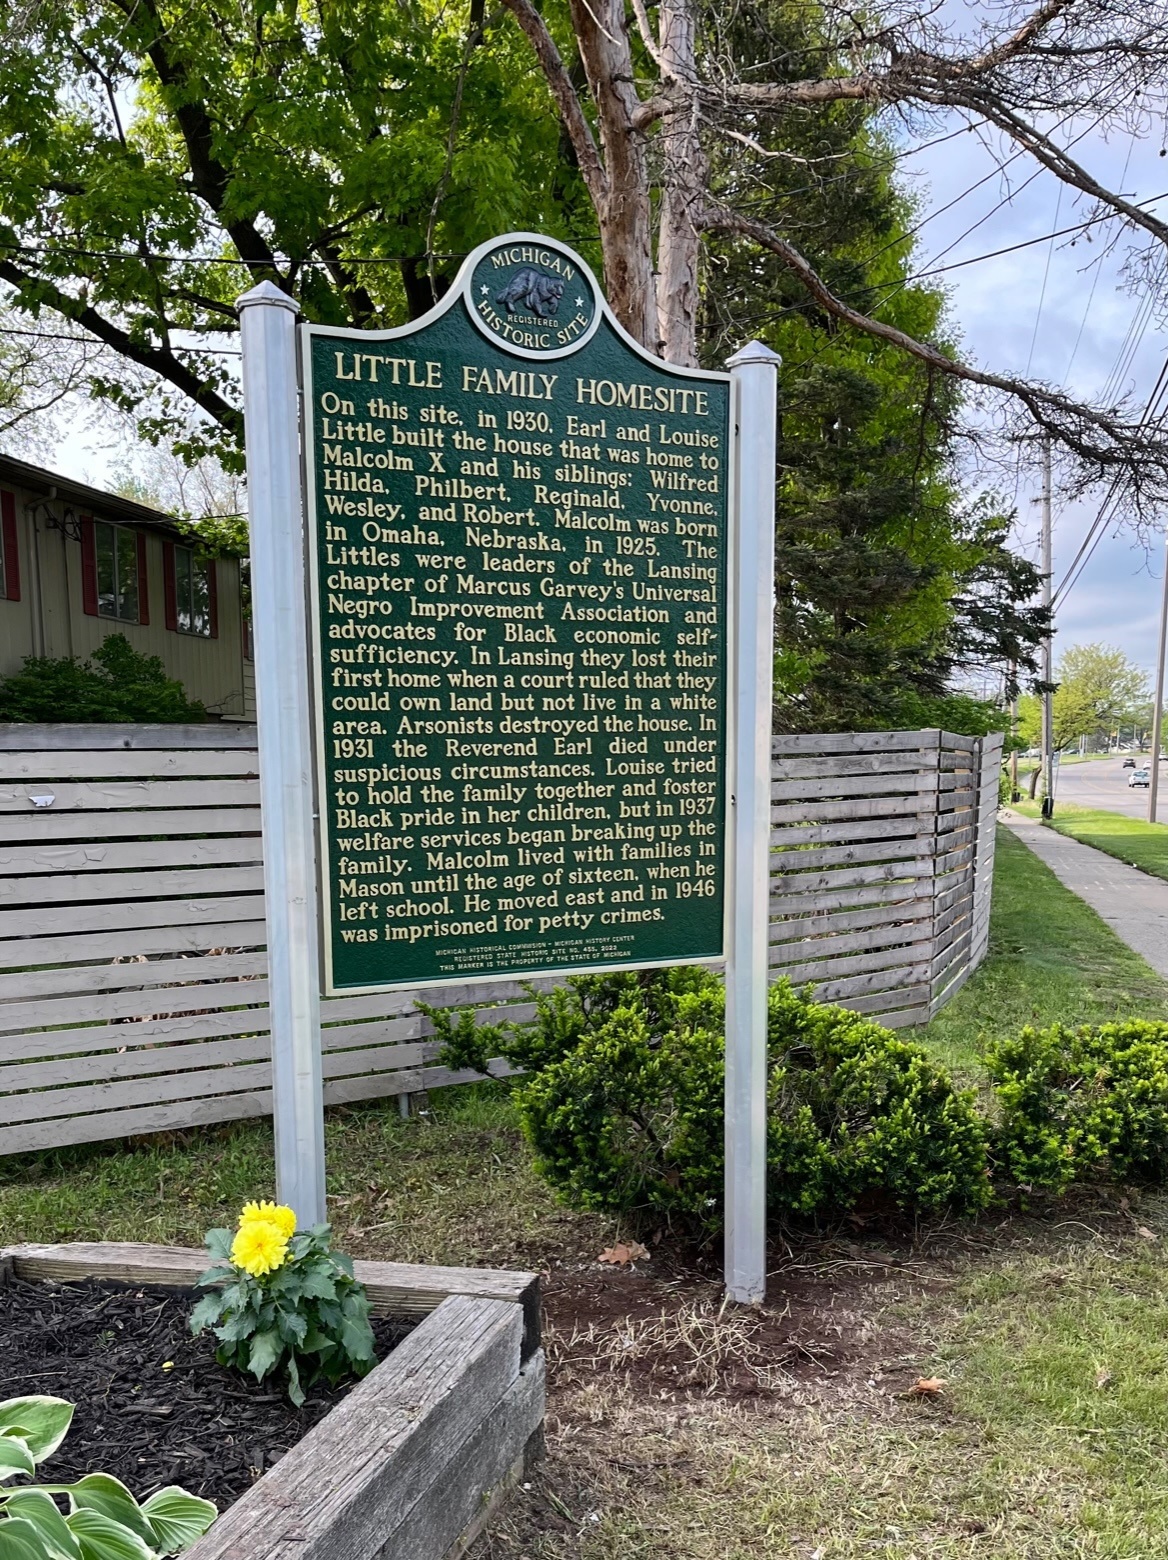 MICHIGAN
REGISTERED
HISTORIC SITE
LITTLE FAMILY HOMESITE
On this site, in 1930, Earl and Louise
Little built the house that was home to
Malcolm X and his siblings: Wilfred
Hilda, Philbert, Reginald, Yvonne,
Wesley, and Robert. Malcolm was born
in Omaha, Nebraska, in 1925. The
Littles were leaders of the Lansing
chapter of Marcus Garvey's Universal
Negro Improvement Association and
advocates for Black economic self-
sufficiency. In Lansing they lost their
first home when a court ruled that they
could own land but not live in a white
area. Arsonists destroyed the house. In
1931 the Reverend Earl died under
suspicious circumstances. Louise tried
to hold the family together and foster
Black pride in her children, but in 1937
welfare services began breaking up the
family. Malcolm lived with families in
Mason until the age of sixteen, when he
left school. He moved east and in 1946
was imprisoned for petty crimes.
MICHIGAN HISTORICAL COMMISSION - MICHIGAN HISTORY CENTER
REGISTERED STATE HISTORIC SITE NO. 455, 2022
THIS MARKER IS THE PROPERTY OF THE STATE OF MICHIGAN